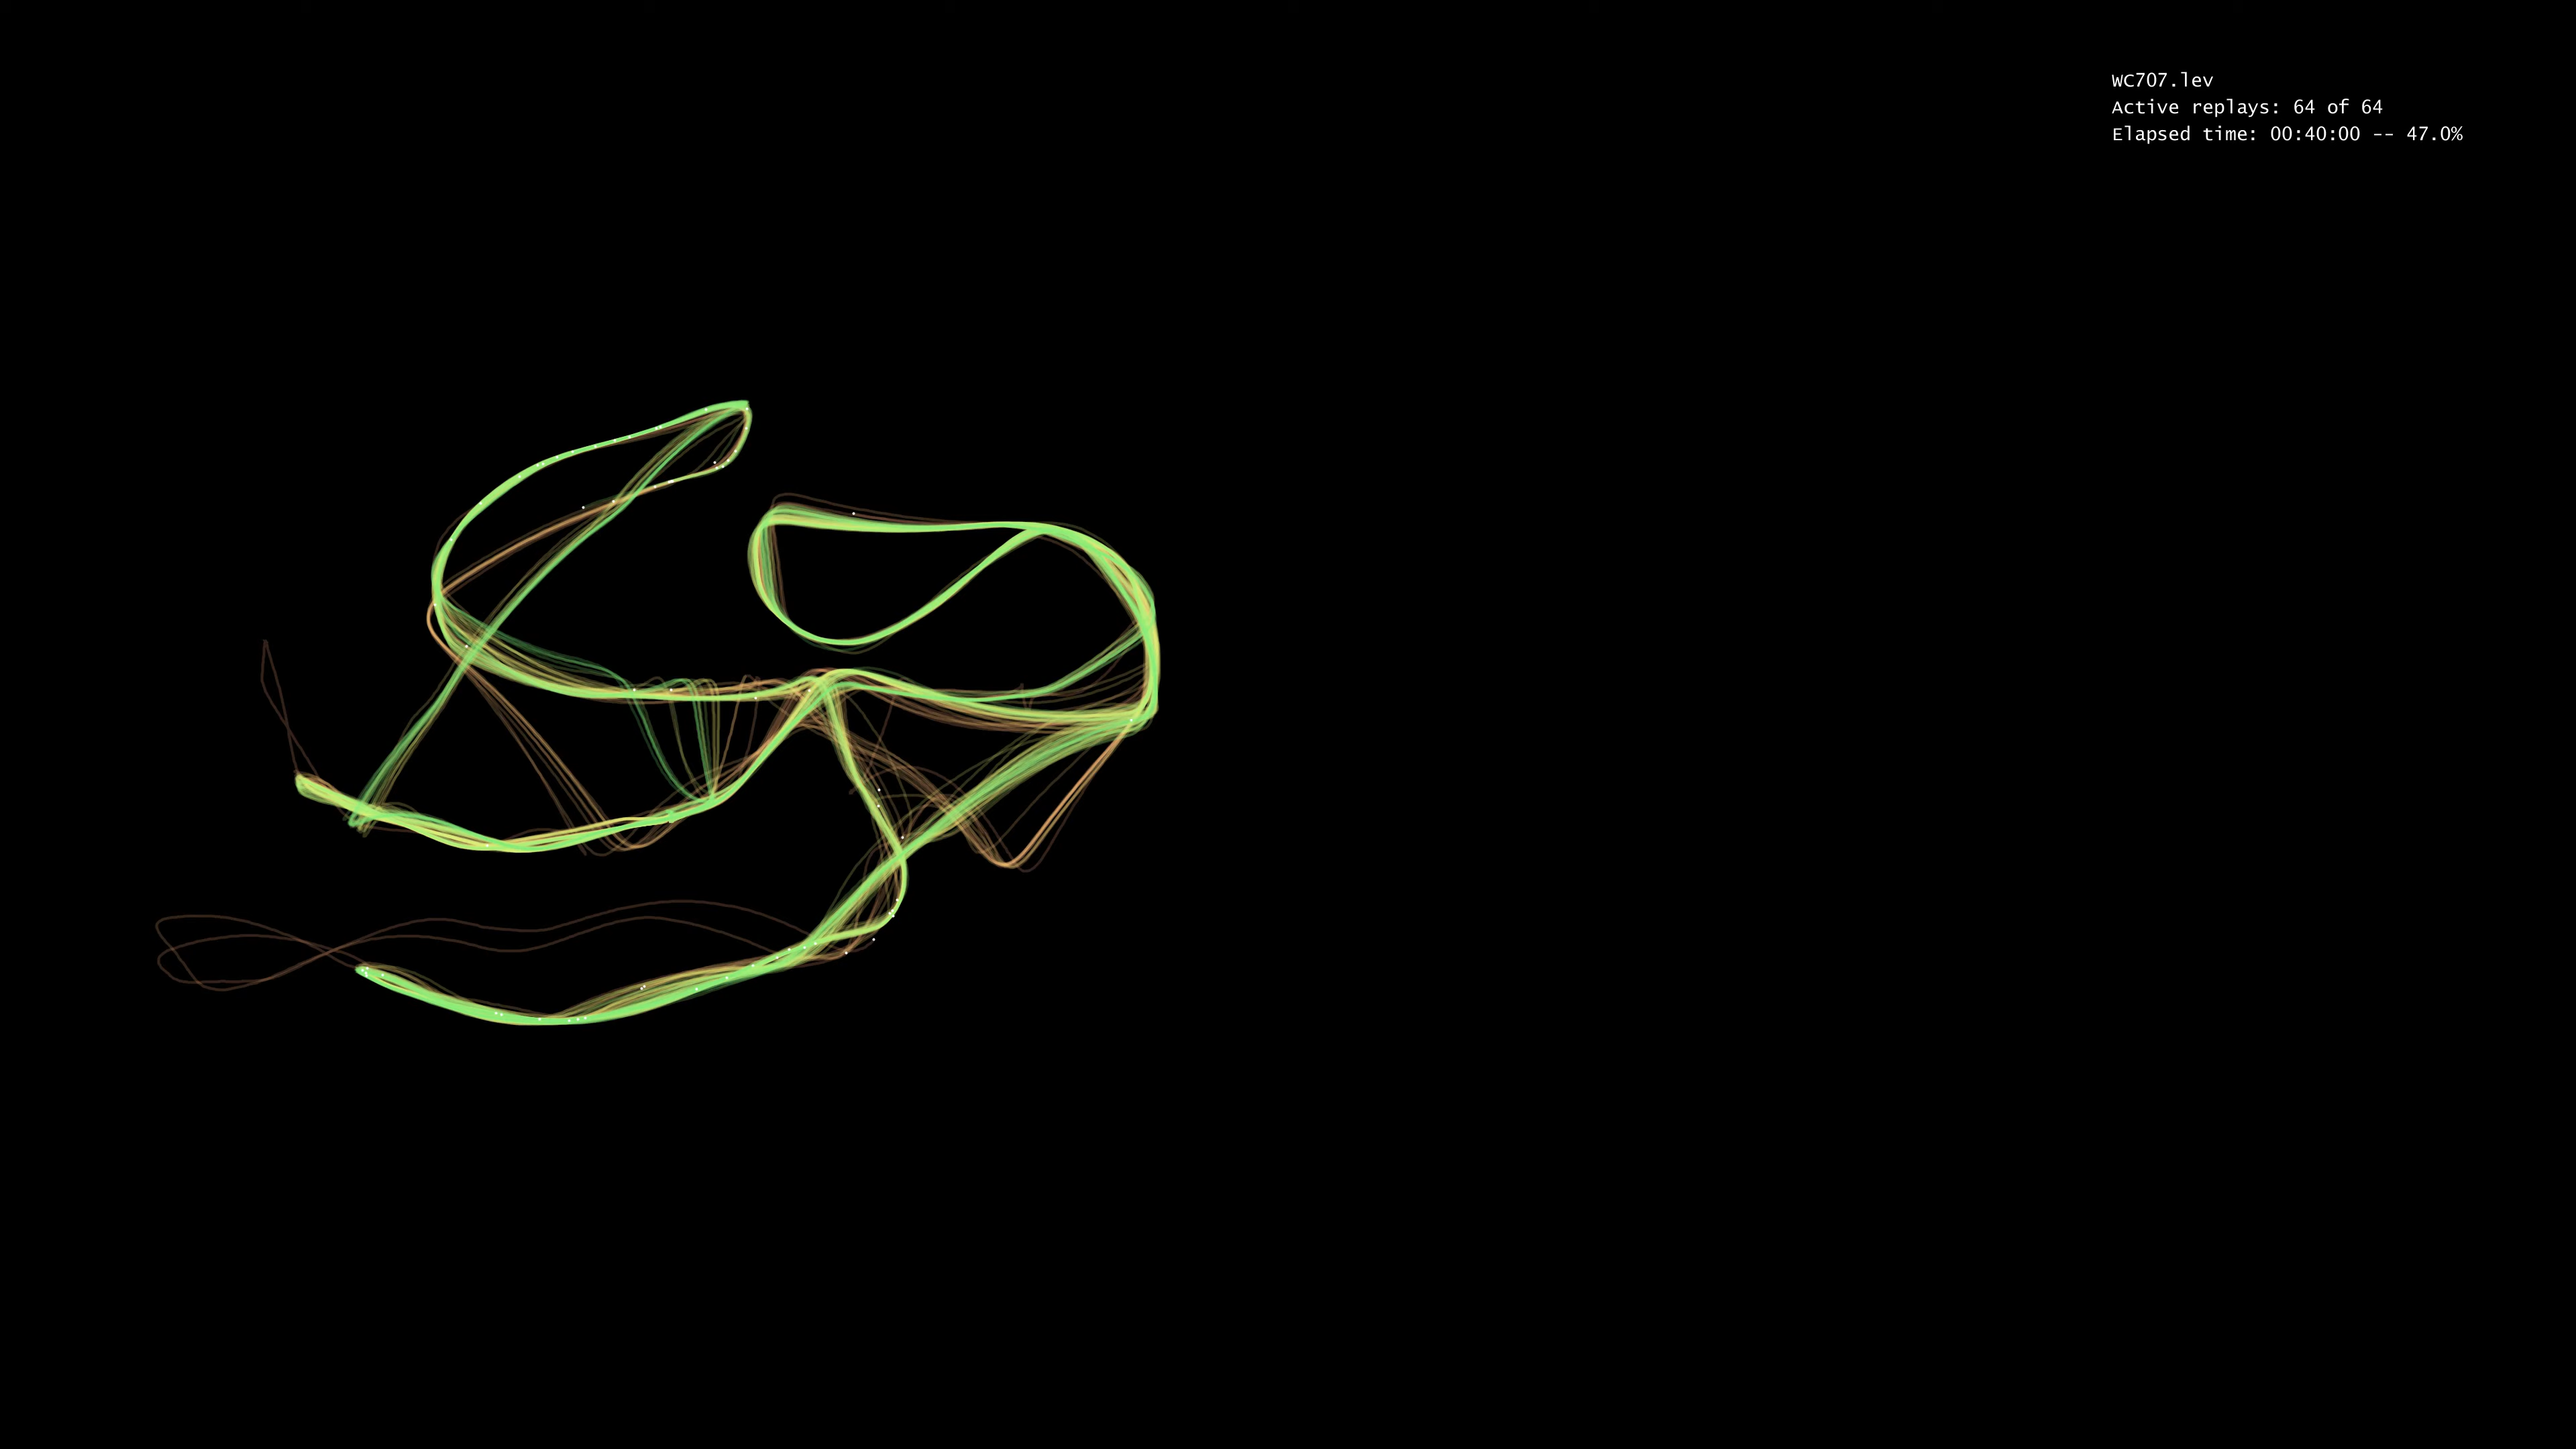 WC707.lev
Active replays: 64 of 64
Elapsed time: 00:40:00 -- 47.0%